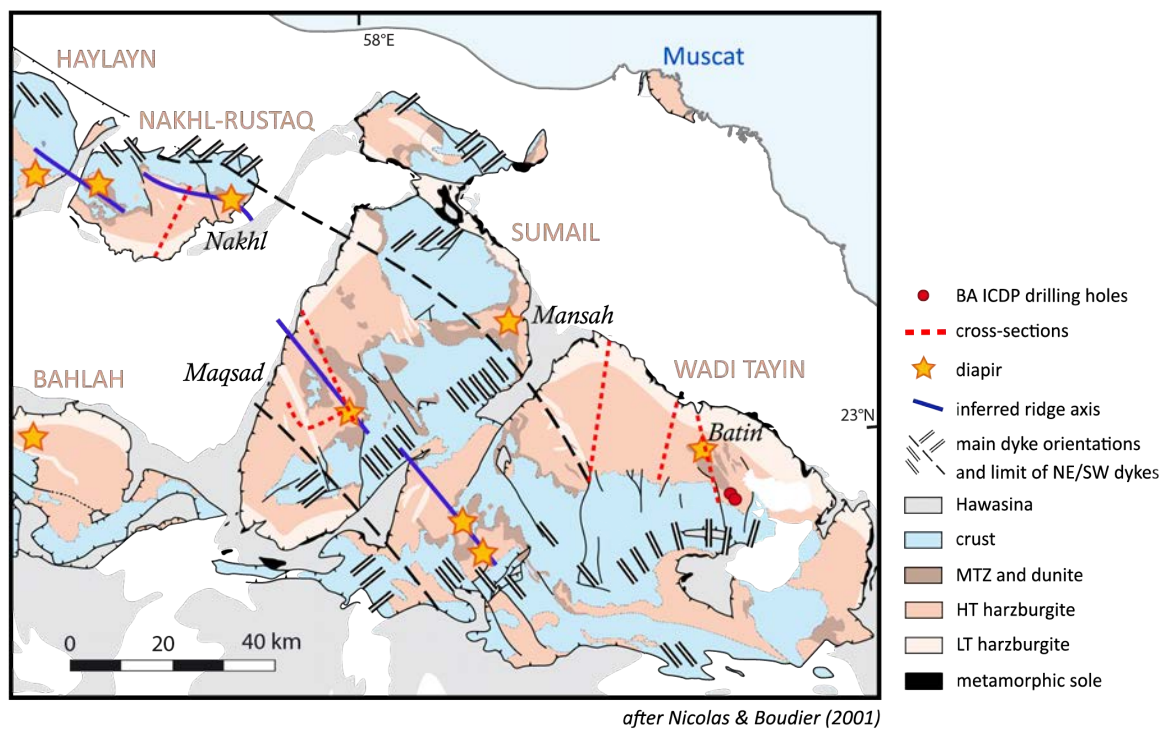 58°E
Muscat
HAYLAYN
NAKHL-RUSTAQ
Nakhl
SUMAIL
Mansah
Maqsad
WADI TAYIN
BAHLAH
23°N
Batin
0 20 40 km
BA ICDP drilling holes
cross-sections
diapir
inferred ridge axis
main dyke orientations
and limit of NE/SW dykes
Hawasina
crust
MTZ and dunite
HT harzburgite
LT harzburgite
metamorphic sole
after Nicolas & Boudier (2001)